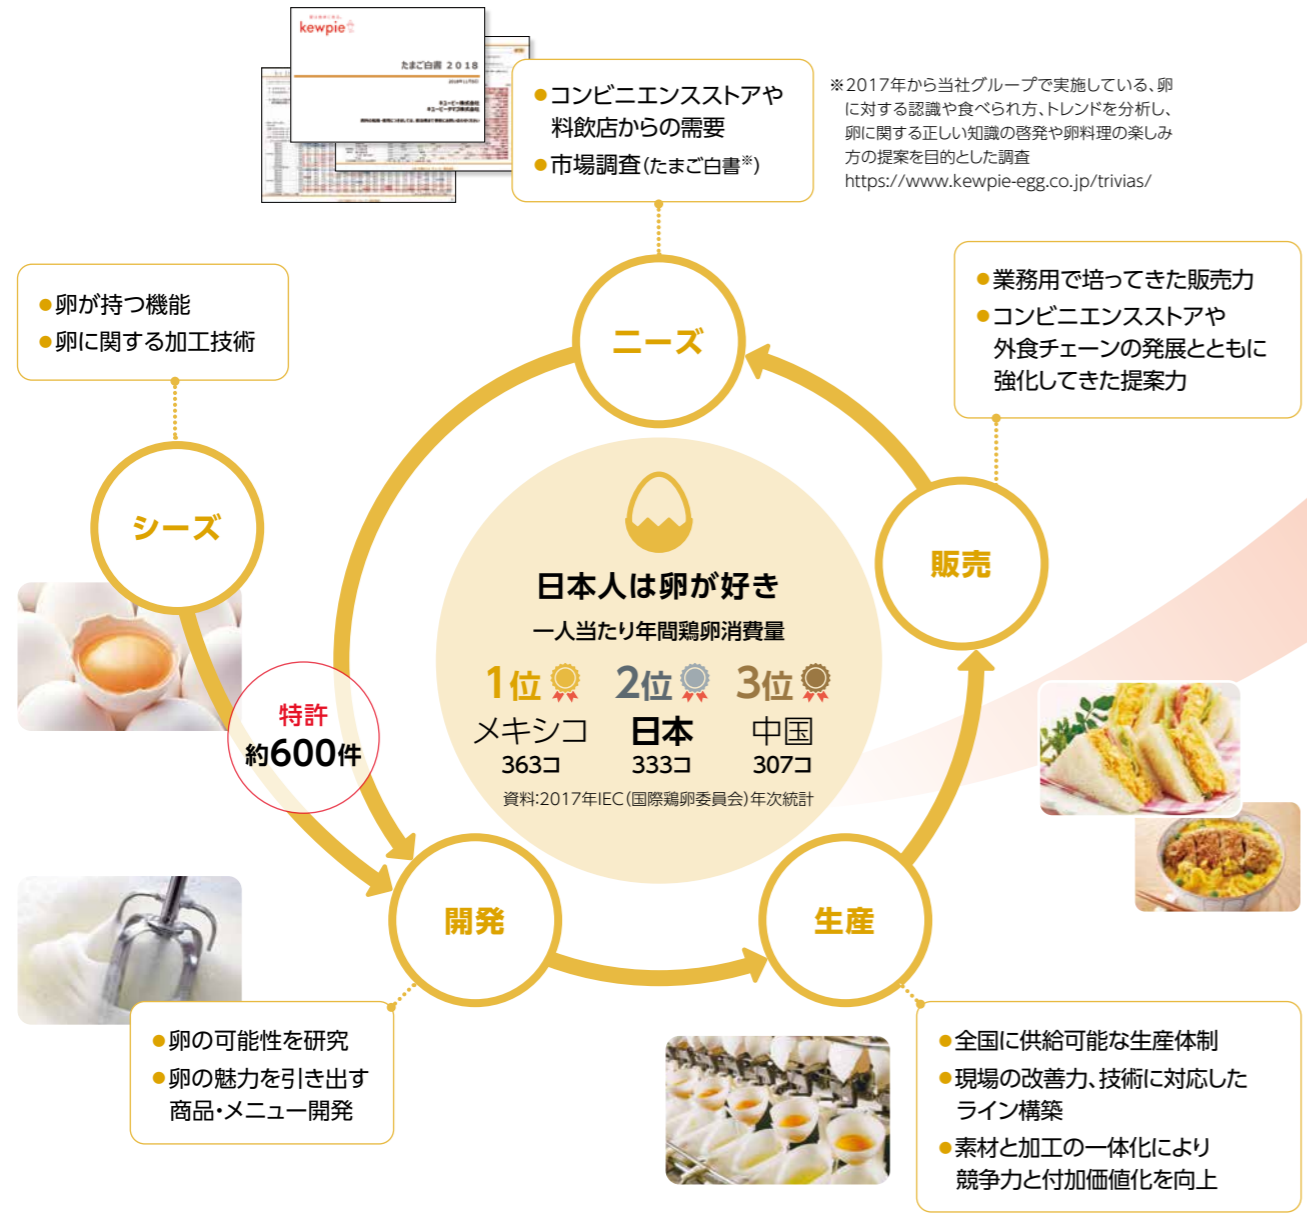 kewpie
たまご白書 2018
●コンビニエンスストアや
料飲店からの需要
●市場調査(たまご白書※)
※2017年から当社グループで実施している、卵
に対する認識や食べられ方、トレンドを分析し、
卵に関する正しい知識の啓発や卵料理の楽しみ
方の提案を目的とした調査
https://www.kewpie-egg.co.jp/trivias/
●卵が持つ機能
●卵に関する加工技術
ニーズ
●業務用で培ってきた販売力
●コンビニエンスストアや
外食チェーンの発展とともに
強化してきた提案力
シーズ
販売
日本人は卵が好き
一人当たり年間鶏卵消費量
1位 2位 3位
メキシコ 日本 中国
363コ 333コ 307コ
資料:2017年IEC(国際鶏卵委員会)年次統計
特許
約600件
開発
生産
●卵の可能性を研究
●卵の魅力を引き出す
商品・メニュー開発
●全国に供給可能な生産体制
●現場の改善力、技術に対応した
ライン構築
●素材と加工の一体化により
競争力と付加価値化を向上